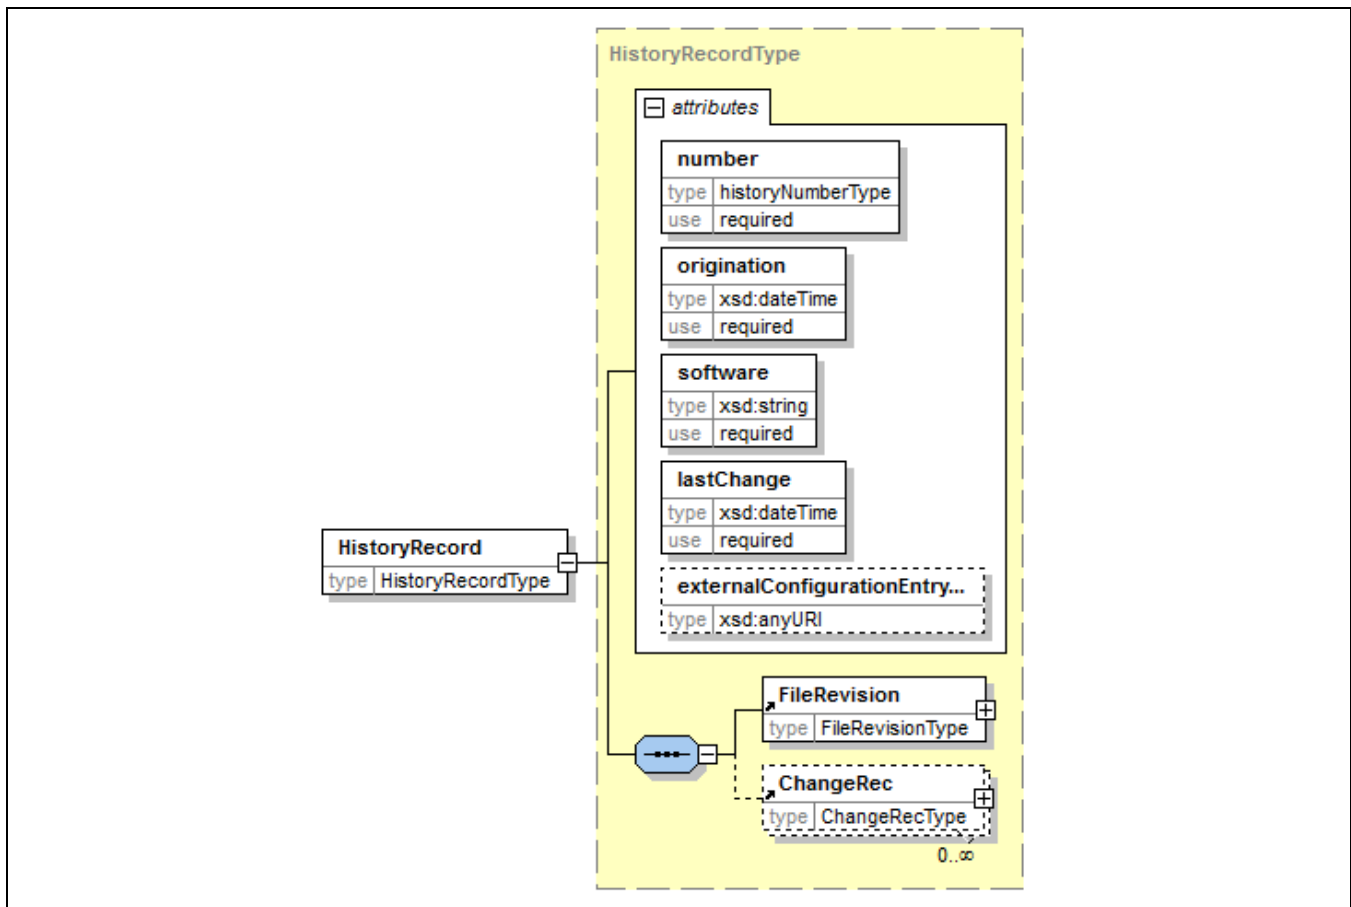 HistoryRecordType
attributes
number
type historyNumberType
use required
origination
type xsd:dateTime
use required
software
type xsd:string
use required
lastChange
type xsd:dateTime
use required
externalConfigurationEntry...
type xsd:anyURI
HistoryRecord
type HistoryRecordType
FileRevision
type FileRevisionType
ChangeRec
type ChangeRecType
0..∞